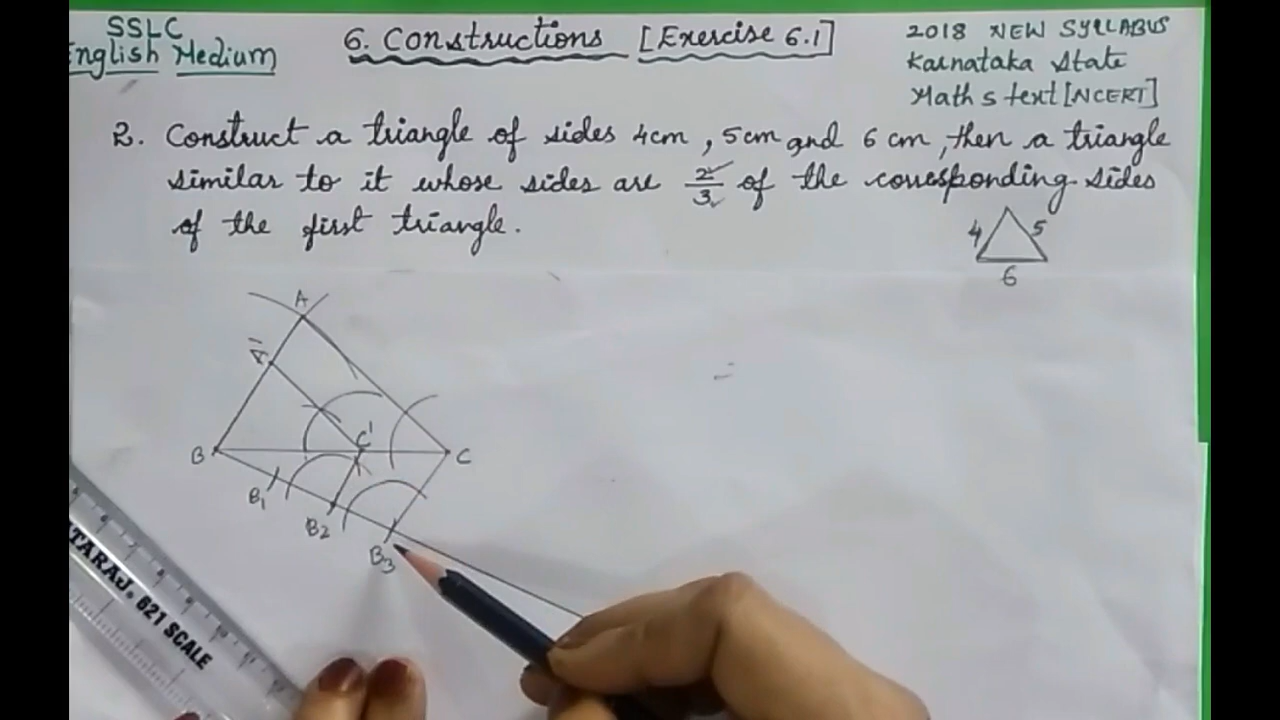 SSLC
English Medium
6. Constructions [Exercise 6.1]
2018 NEW SYLLABUS
Karnataka State
Maths text [NCERT]
2. Construct a triangle of sides 4cm, 5cm and 6 cm, then a triangle
similar to it whose sides are 2/3 of the corresponding sides
of the first triangle.
4 5
6
A
B C' C
B1
B2
B3
621 SCALE